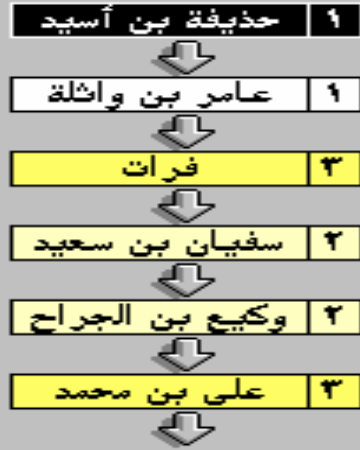 ١ حذيفة بن أسيد
١ عامر بن واثلة
٣ فرات
٢ سفيان بن سعيد
٢ وكيع بن الجراح
٣ على بن محمد